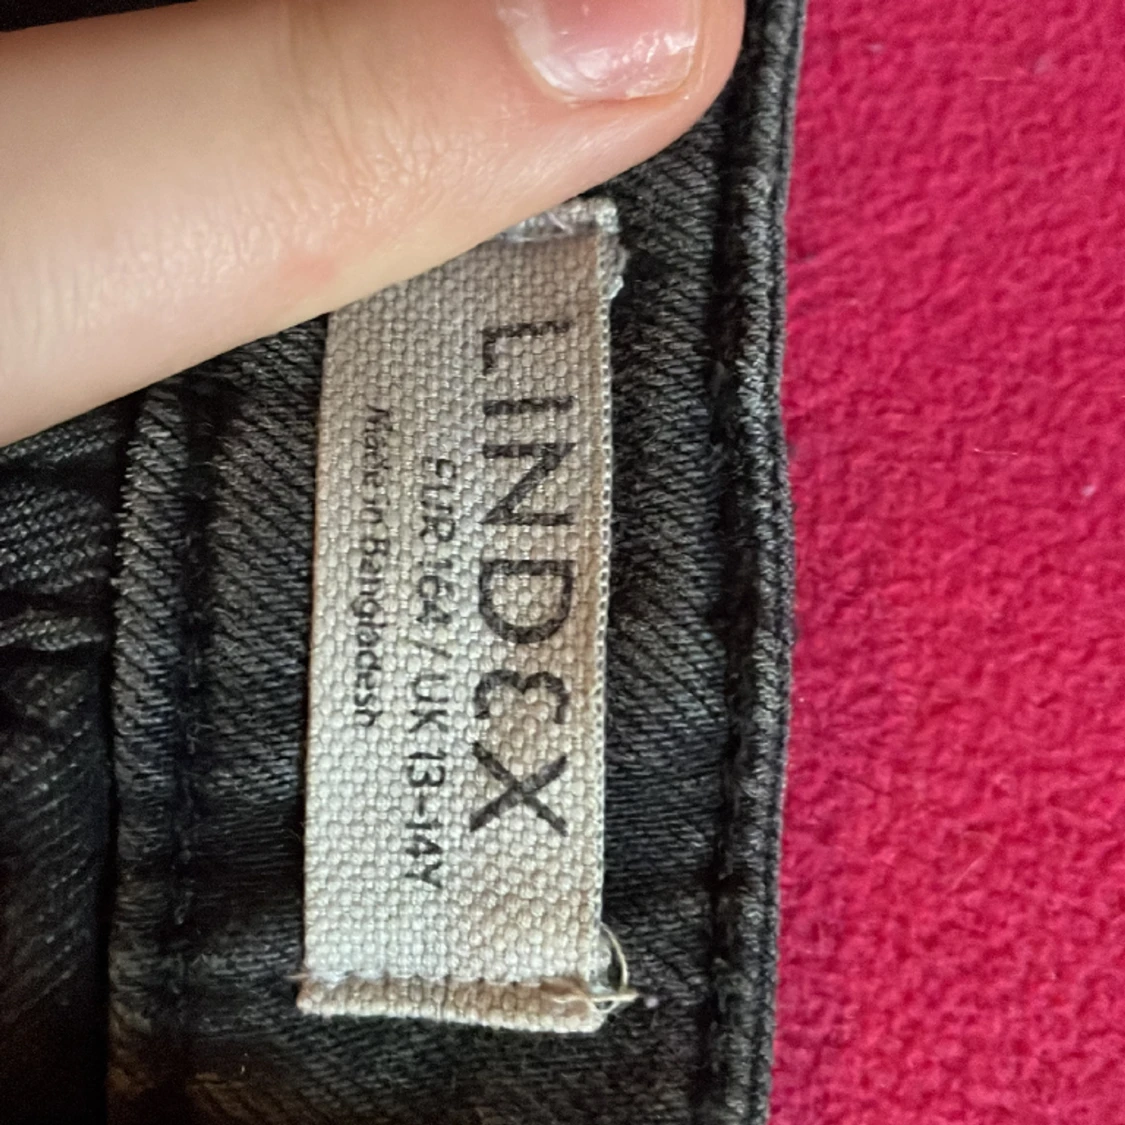 LINDEX
EUR 164 / UK 13-14Y
Made in Bangladesh